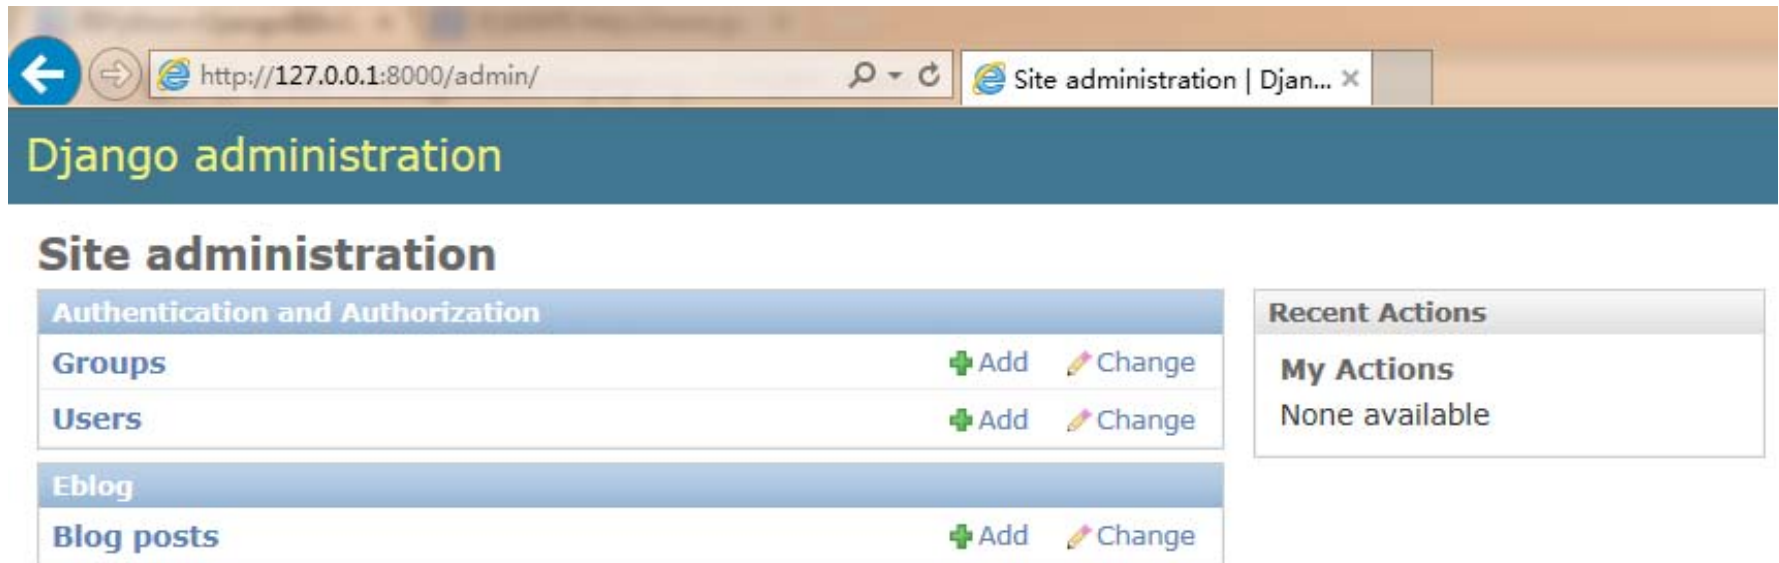 http://127.0.0.1:8000/admin/
Site administration | Djan...
Django administration
Site administration
Authentication and Authorization
Groups Add Change
Users Add Change
Eblog
Blog posts Add Change
Recent Actions
My Actions
None available